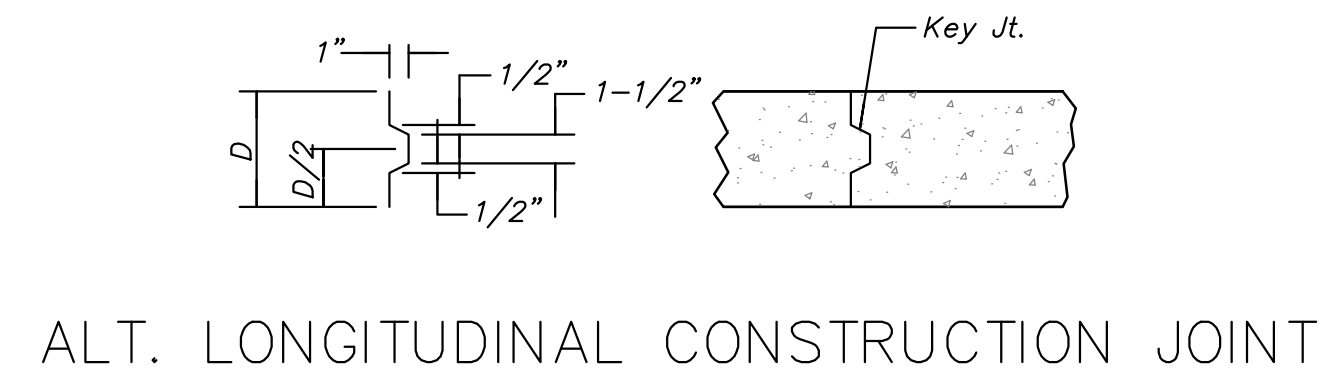 Key Jt.
1"
1/2"
1-1/2"
D
D/2
1/2"
ALT. LONGITUDINAL CONSTRUCTION JOINT